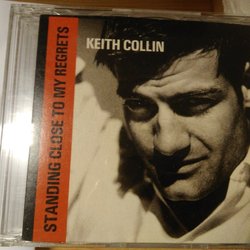 KEITH COLLIN
STANDING CLOSE TO MY REGRETS